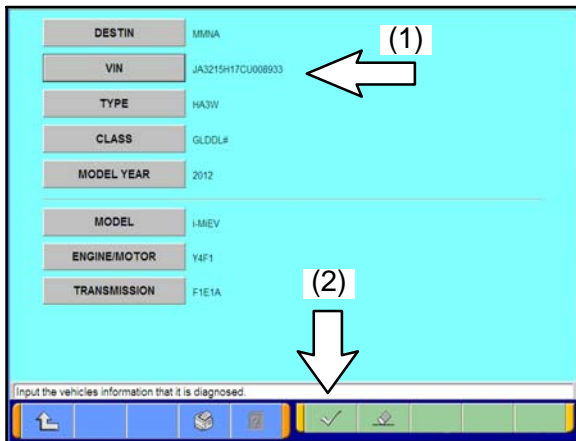 DESTIN MMNA
(1)
VIN JA3215H17CU008933
TYPE HA3W
CLASS GLDDL#
MODEL YEAR 2012
MODEL i-MiEV
ENGINE/MOTOR Y4F1
TRANSMISSION F1E1A
(2)
Input the vehicles information that it is diagnosed.